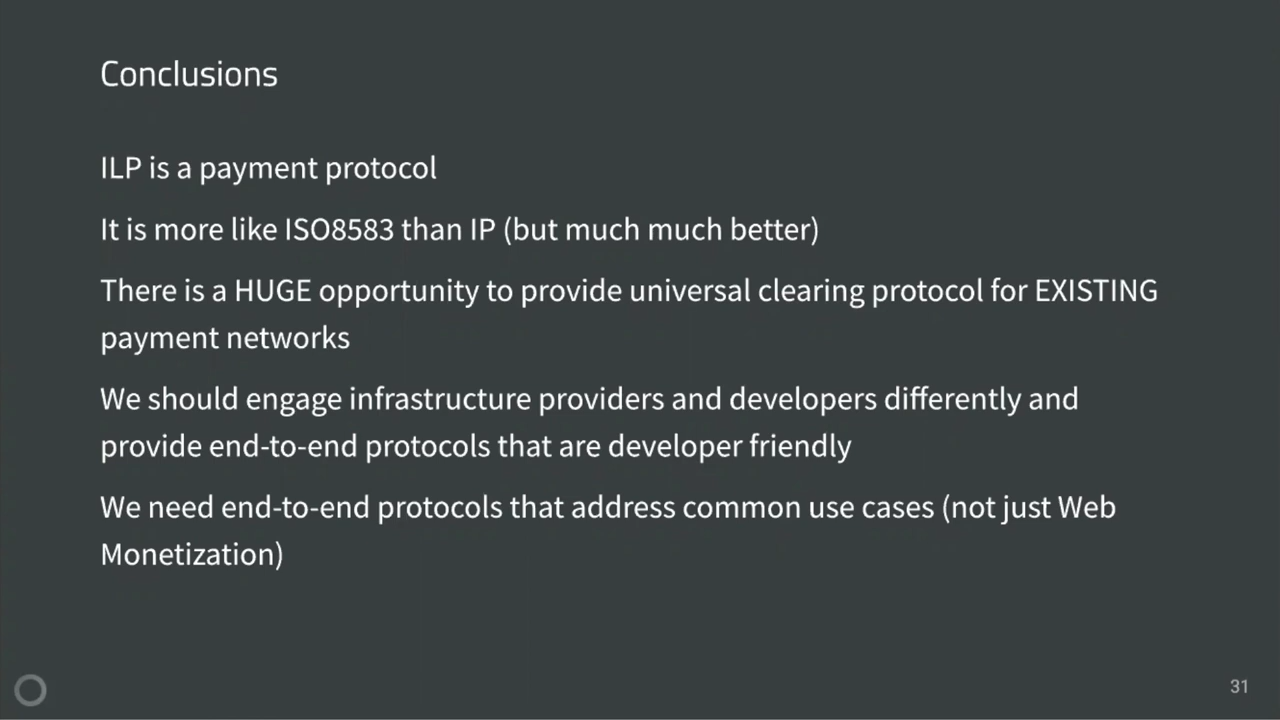 Conclusions
ILP is a payment protocol
It is more like ISO8583 than IP (but much much better)
There is a HUGE opportunity to provide universal clearing protocol for EXISTING
payment networks
We should engage infrastructure providers and developers differently and
provide end-to-end protocols that are developer friendly
We need end-to-end protocols that address common use cases (not just Web
Monetization)
31